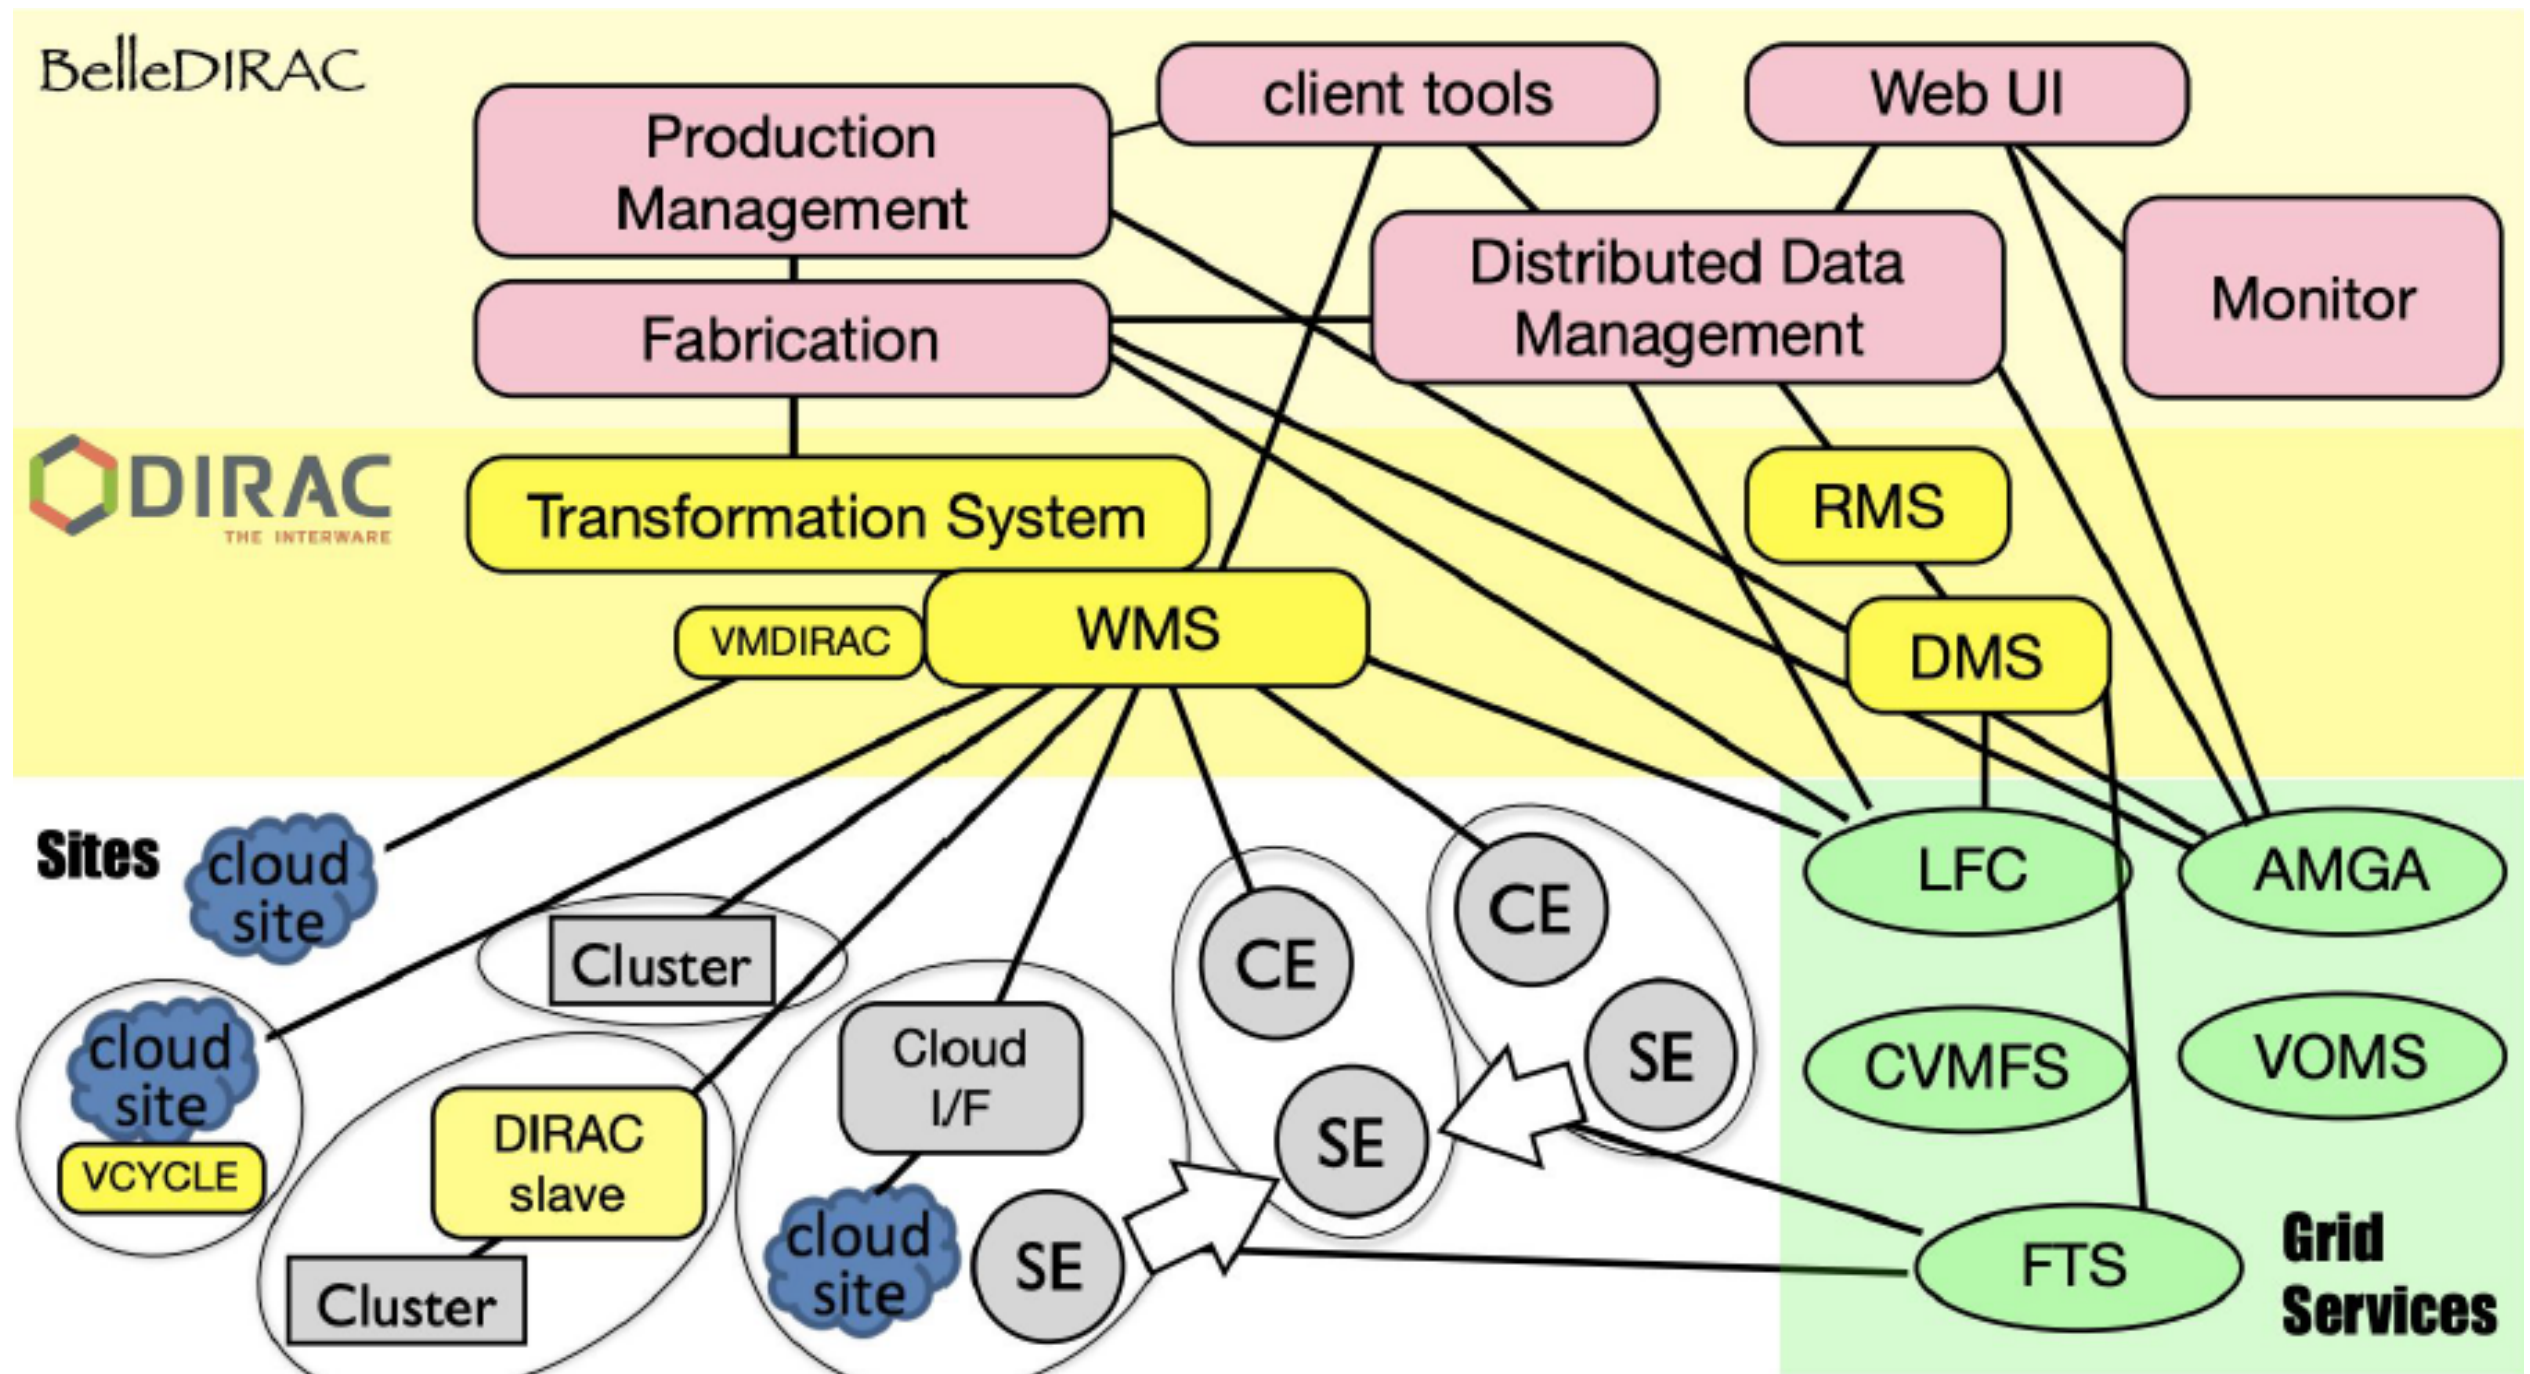 BelleDIRAC
client tools
Web UI
Production
Management
Distributed Data
Management
Monitor
Fabrication
DIRAC
THE INTERWARE
Transformation System
RMS
VMDIRAC
WMS
DMS
Sites
cloud
site
Cluster
CE
CE
LFC
AMGA
cloud
site
VCYCLE
DIRAC
slave
Cluster
Cloud
I/F
cloud
site
SE
SE
SE
CVMFS
VOMS
FTS
Grid
Services